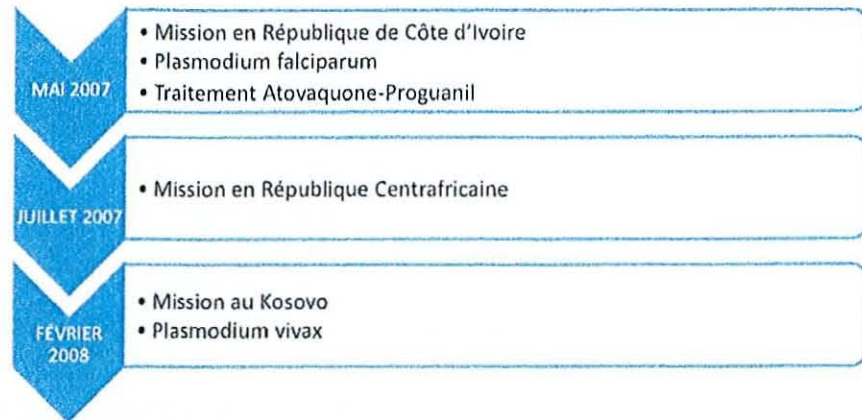 MAI 2007
• Mission en République de Côte d'Ivoire
• Plasmodium falciparum
• Traitement Atovaquone-Proguanil
JUILLET 2007
• Mission en République Centrafricaine
FÉVRIER
2008
• Mission au Kosovo
• Plasmodium vivax